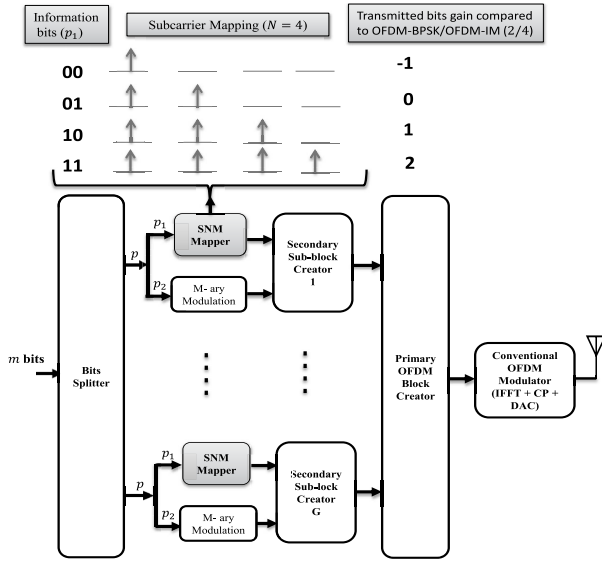 Information
bits (p₁)
Subcarrier Mapping (N = 4)
Transmitted bits gain compared
to OFDM-BPSK/OFDM-IM (2/4)
00
-1
01
0
10
1
11
2
p₁
SNM
Mapper
p
p₂
M- ary
Modulation
Secondary
Sub-block
Creator
1
m bits
Bits
Splitter
Primary
OFDM
Block
Creator
Conventional
OFDM
Modulator
(IFFT + CP +
DAC)
p₁
SNM
Mapper
p
p₂
M- ary
Modulation
Secondary
Sub-lock
Creator
G